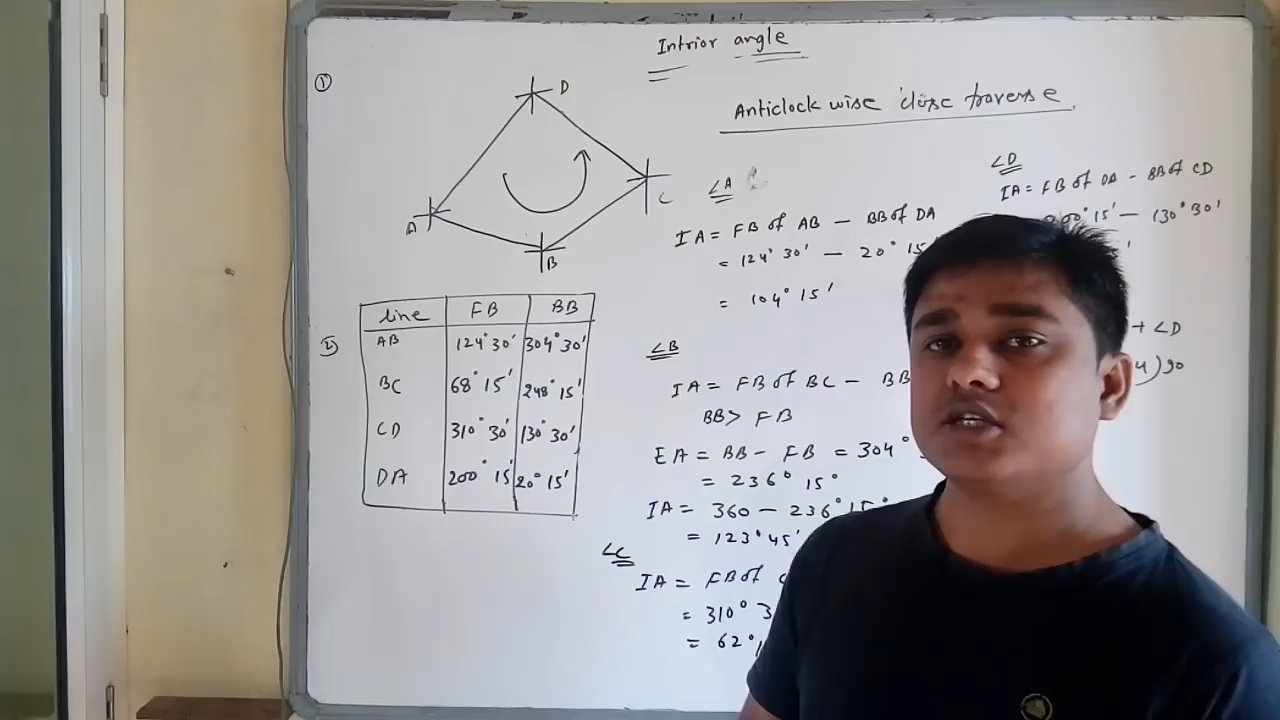 Intrior angle
①
Anticlock wise close traverse
D
A
B
C
②
line FB BB
AB 124° 30' 304° 30'
BC 68° 15' 248° 15'
CD 310° 30' 130° 30'
DA 200° 15' 20° 15'
∠A
IA = FB of AB - BB of DA
= 124° 30' - 20° 15
= 104° 15'
∠B
IA = FB of BC - BB
BB > FB
EA = BB - FB = 304°
= 236° 15°
IA = 360 - 236° 15°
= 123° 45'
∠C
IA = FB of
= 310° 3
= 62°
∠D
IA = FB of DA - BB of CD
200° 15' - 130° 30'
+ ∠D
4) 90